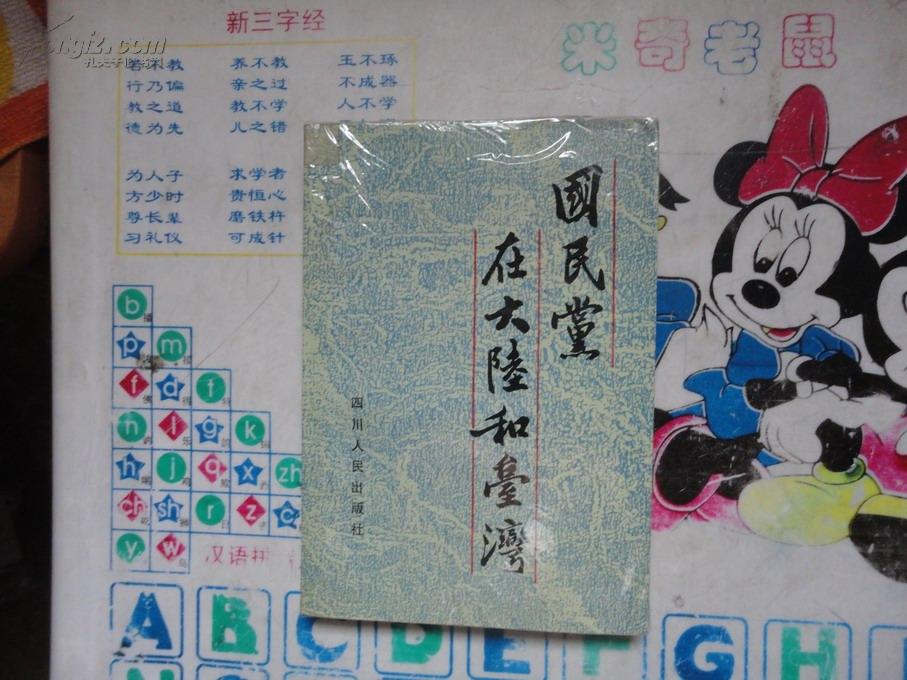 新三字经
不教 养不教 玉不琢
行乃偏 亲之过 不成器
教之道 教不学 人不学
德为先 儿之错
为人子 求学者
方少时 贵恒心
尊长辈 磨铁杵
习礼仪 可成针
米奇老鼠
國民黨
在大陸和臺灣
四川人民出版社
b
p m
f d t
n l g k
h j q x zh
ch sh r z c
y w
汉语拼
A B C D E F G H